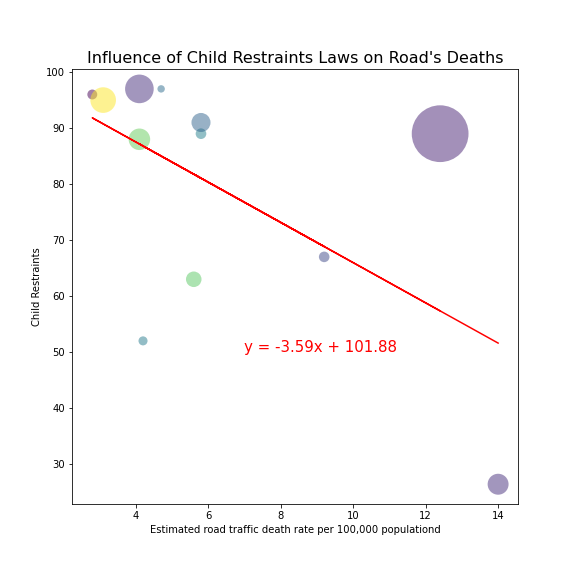 Influence of Child Restraints Laws on Road's Deaths
100
90
80
70
60
50
40
30
Child Restraints
y = -3.59x + 101.88
4 6 8 10 12 14
Estimated road traffic death rate per 100,000 populationd